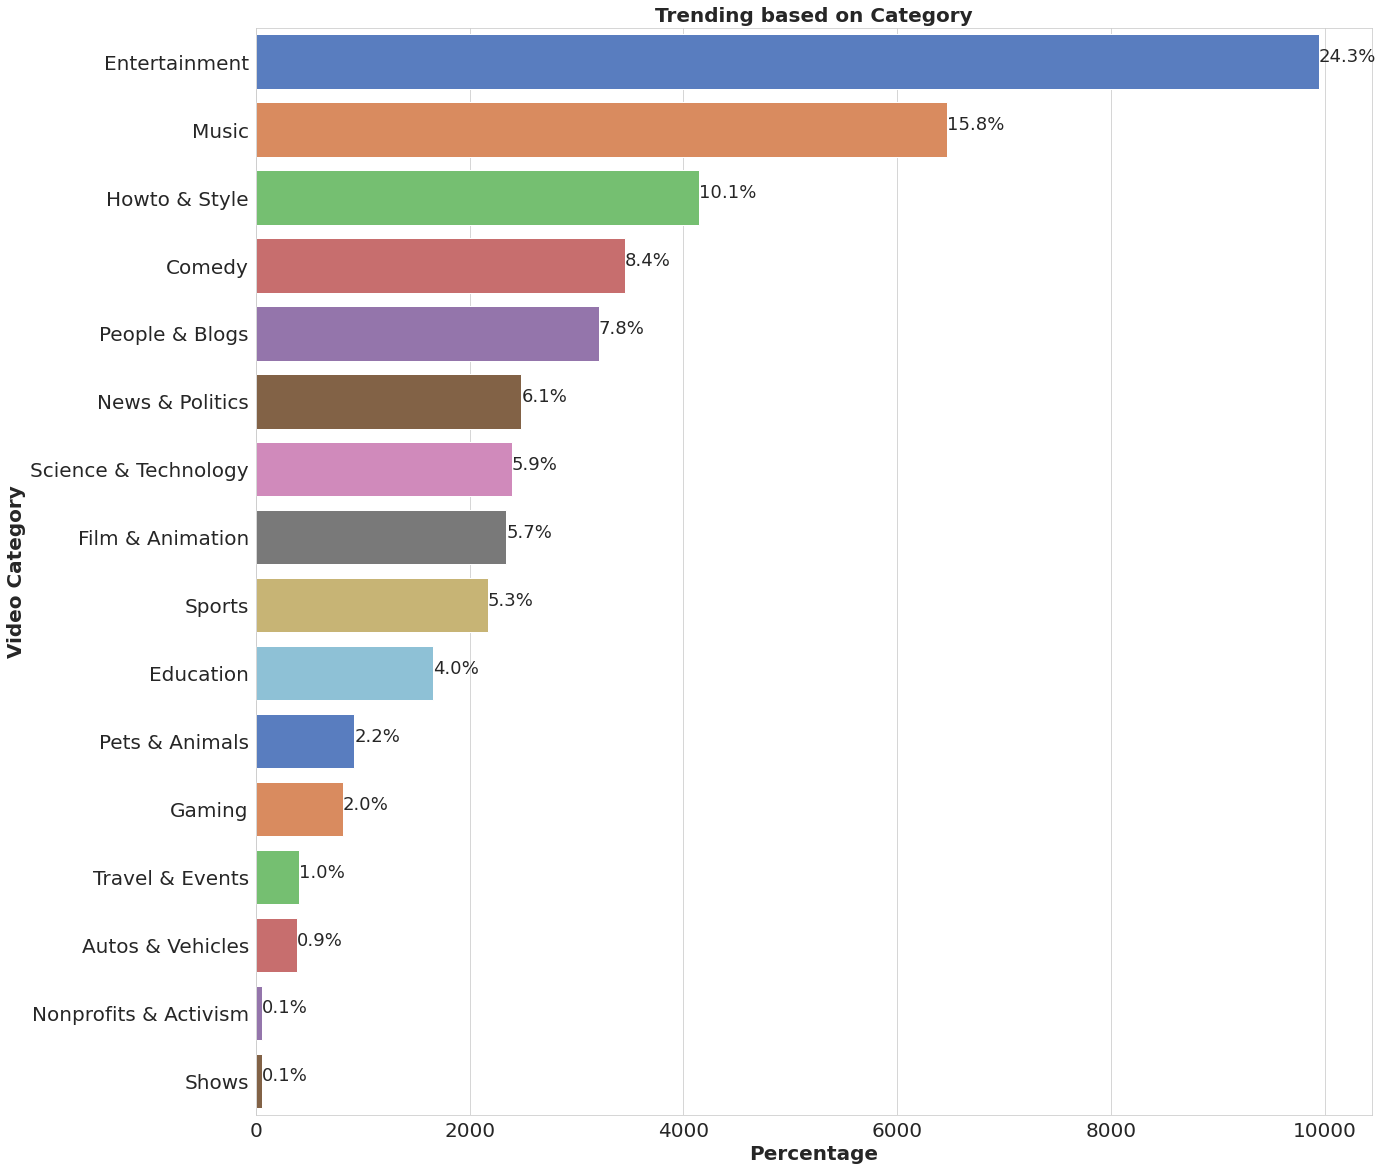 Trending based on Category
Video Category
Entertainment 24.3%
Music 15.8%
Howto & Style 10.1%
Comedy 8.4%
People & Blogs 7.8%
News & Politics 6.1%
Science & Technology 5.9%
Film & Animation 5.7%
Sports 5.3%
Education 4.0%
Pets & Animals 2.2%
Gaming 2.0%
Travel & Events 1.0%
Autos & Vehicles 0.9%
Nonprofits & Activism 0.1%
Shows 0.1%
0 2000 4000 6000 8000 10000
Percentage